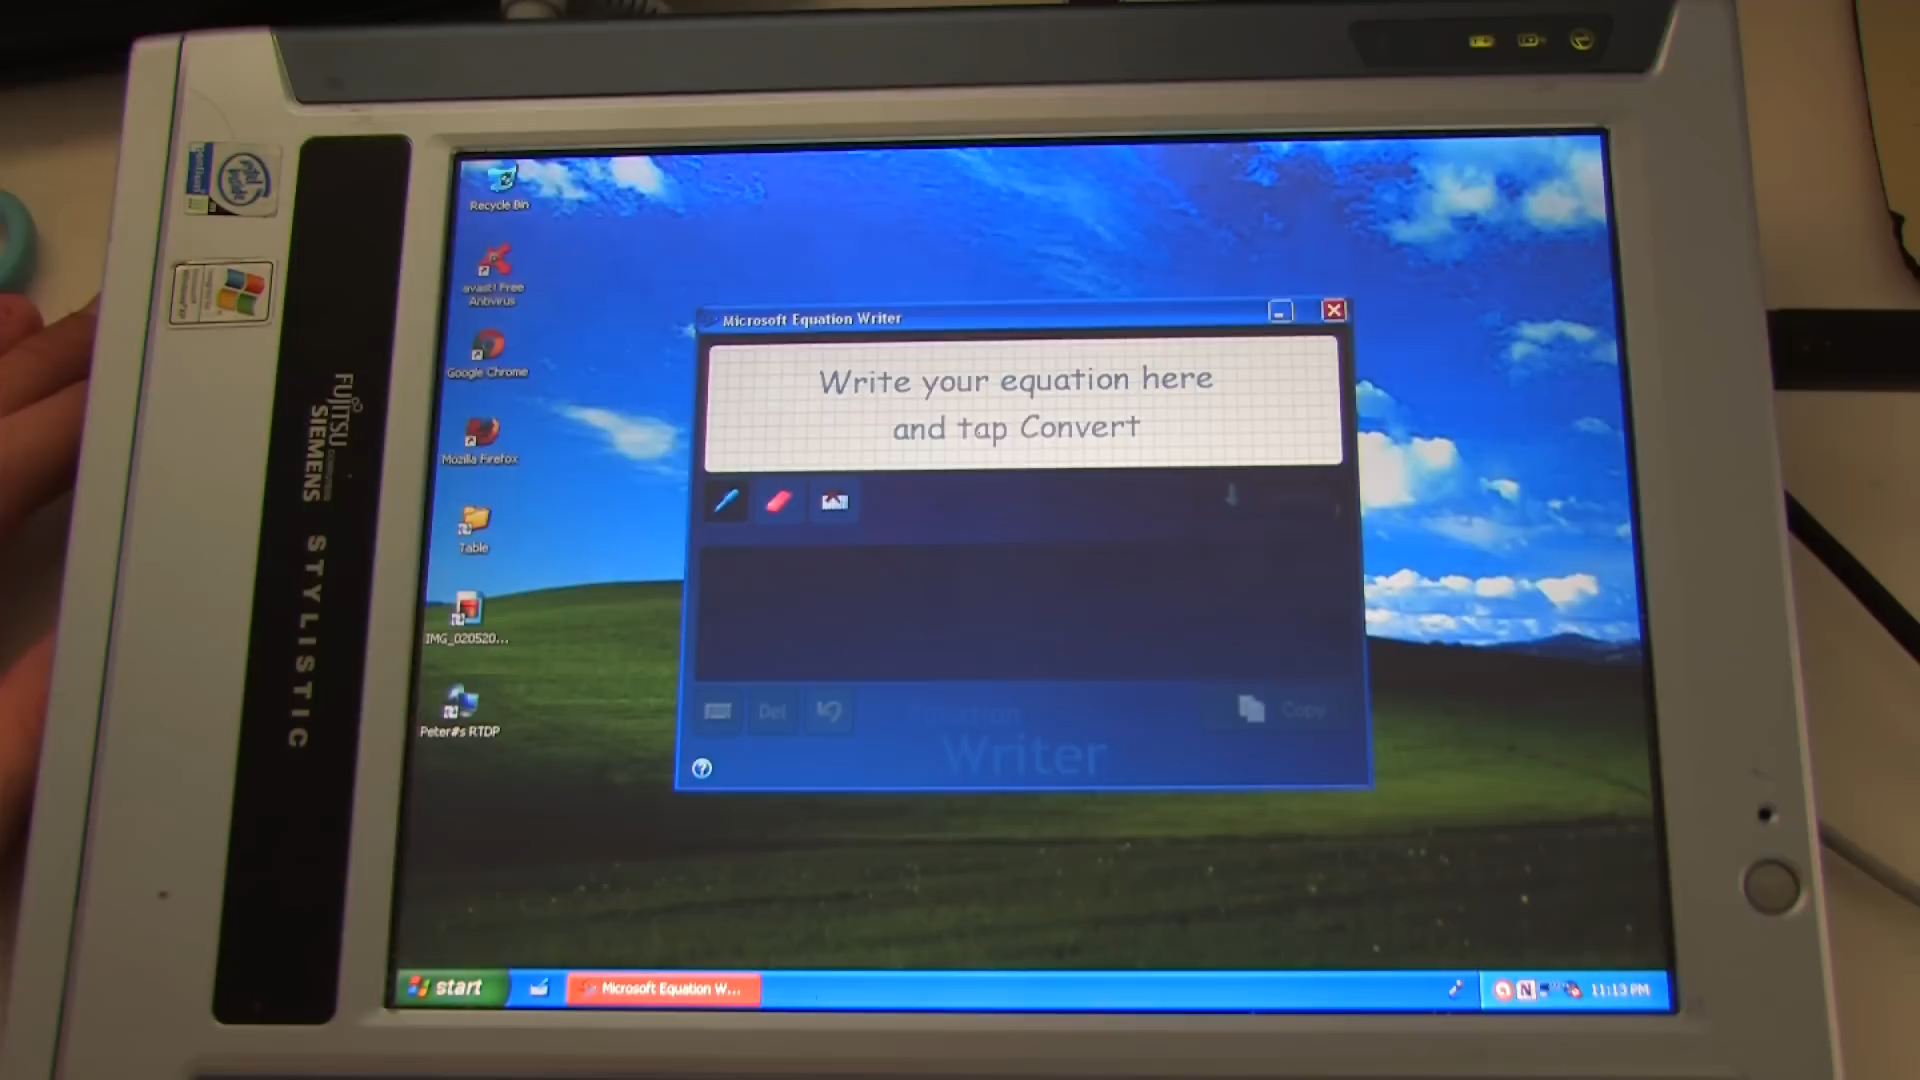 Recycle Bin
avast! Free
Antivirus
Google Chrome
Mozilla Firefox
Table
IMG_020520...
Peter#s RTDP
Microsoft Equation Writer
Write your equation here
and tap Convert
Del
Copy
Writer
start
Microsoft Equation W...
11:13 PM
FUJITSU
SIEMENS
STYLISTIC